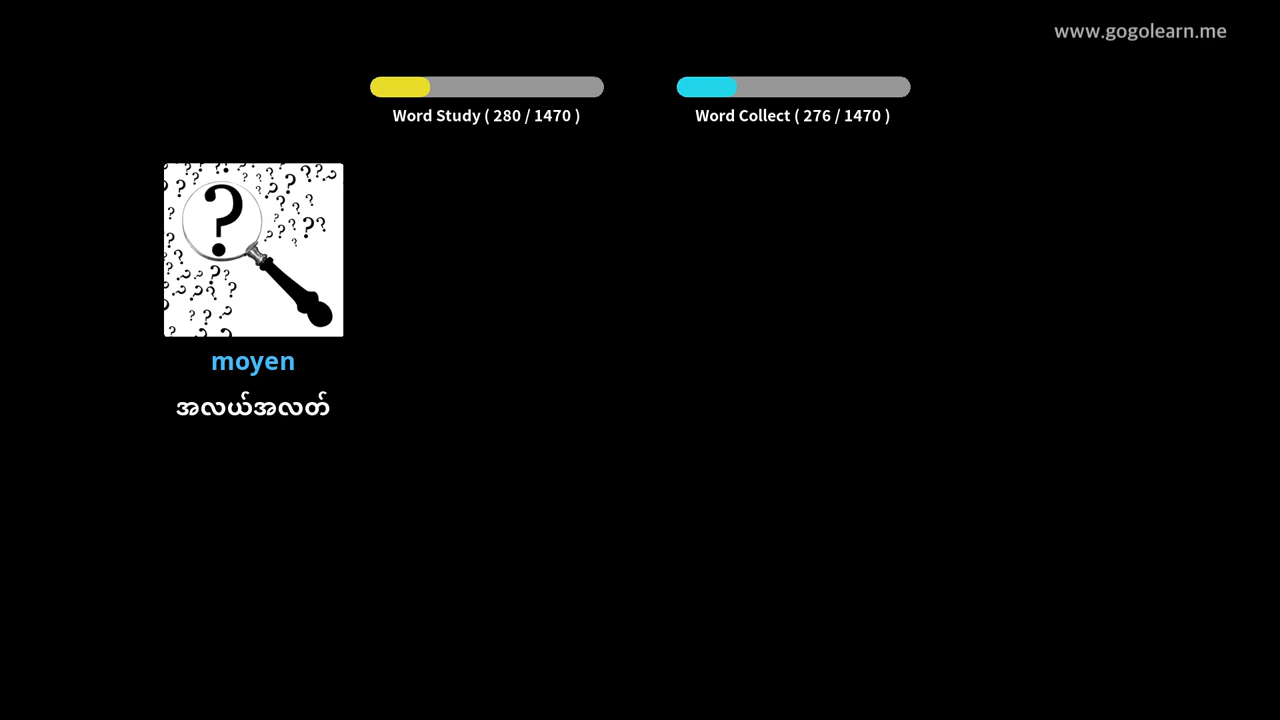 www.gogolearn.me
Word Study ( 280 / 1470 )
Word Collect ( 276 / 1470 )
?
moyen
အလယ်အလတ်